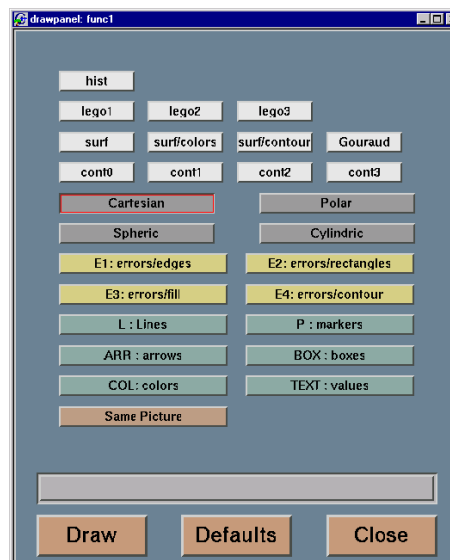 drawpanel: func1
hist
lego1 lego2 lego3
surf surf/colors surf/contour Gouraud
cont0 cont1 cont2 cont3
Cartesian Polar
Spheric Cylindric
E1: errors/edges E2: errors/rectangles
E3: errors/fill E4: errors/contour
L : Lines P : markers
ARR : arrows BOX : boxes
COL: colors TEXT : values
Same Picture
Draw Defaults Close